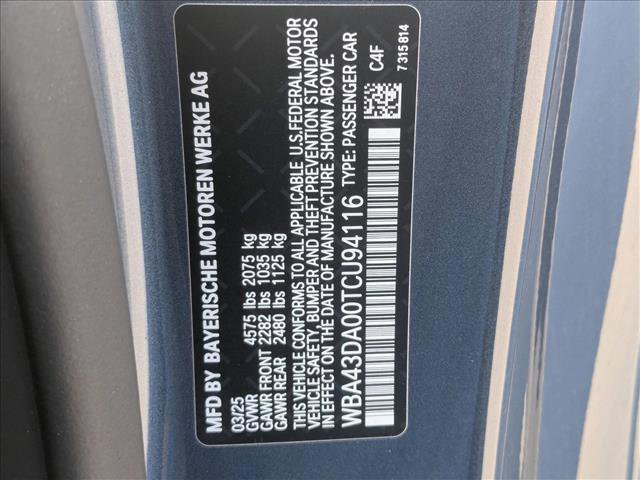 MFD BY BAYERISCHE MOTOREN WERKE AG
03/25
GVWR 4575 lbs 2075 kg
GAWR FRONT 2282 lbs 1035 kg
GAWR REAR 2480 lbs 1125 kg
THIS VEHICLE CONFORMS TO ALL APPLICABLE U.S.FEDERAL MOTOR
VEHICLE SAFETY, BUMPER AND THEFT PREVENTION STANDARDS
IN EFFECT ON THE DATE OF MANUFACTURE SHOWN ABOVE.
WBA43DA00TCU94116 TYPE: PASSENGER CAR
C4F
7315814